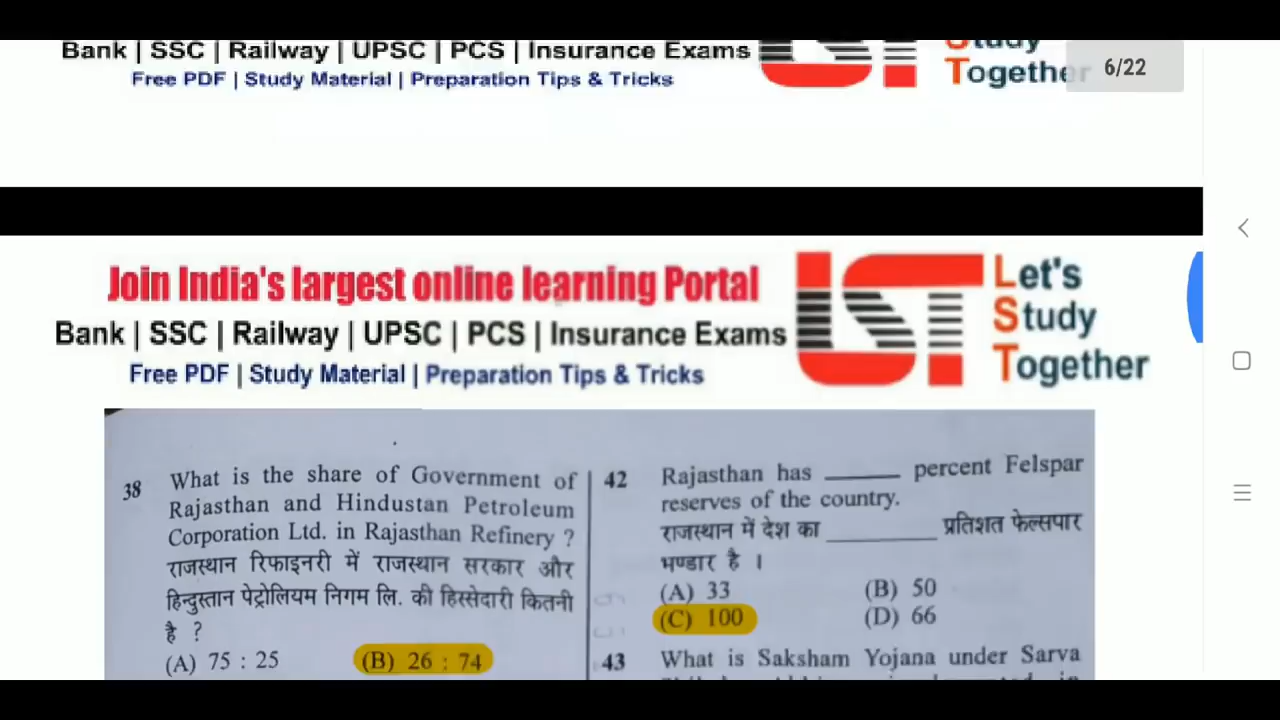 Bank | SSC | Railway | UPSC | PCS | Insurance Exams
Free PDF | Study Material | Preparation Tips & Tricks
Study
Together
6/22
Join India's largest online learning Portal
Bank | SSC | Railway | UPSC | PCS | Insurance Exams
Free PDF | Study Material | Preparation Tips & Tricks
LST
Let's
Study
Together
38 What is the share of Government of
Rajasthan and Hindustan Petroleum
Corporation Ltd. in Rajasthan Refinery ?
राजस्थान रिफाइनरी में राजस्थान सरकार और
हिन्दुस्तान पेट्रोलियम निगम लि. की हिस्सेदारी कितनी
है ?
(A) 75 : 25 (B) 26 : 74
42 Rajasthan has ______ percent Felspar
reserves of the country.
राजस्थान में देश का ______ प्रतिशत फेल्सपार
भण्डार है ।
(A) 33 (B) 50
(C) 100 (D) 66
43 What is Saksham Yojana under Sarva